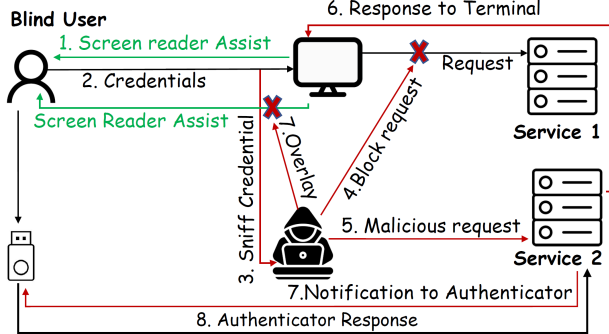 6. Response to Terminal
Blind User
1. Screen reader Assist
2. Credentials
Request
Screen Reader Assist
Service 1
7.Overlay
4.Block request
3. Sniff Credential
5. Malicious request
Service 2
7.Notification to Authenticator
8. Authenticator Response